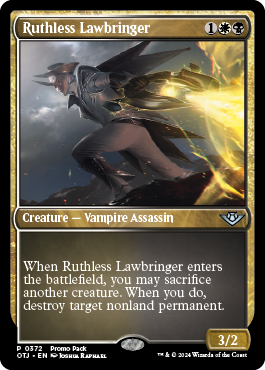 Ruthless Lawbringer 1
Creature — Vampire Assassin
When Ruthless Lawbringer enters
the battlefield, you may sacrifice
another creature. When you do,
destroy target nonland permanent.
3/2
P 0372 Promo Pack
OTJ • EN Joshua Raphael
™ & © 2024 Wizards of the Coast